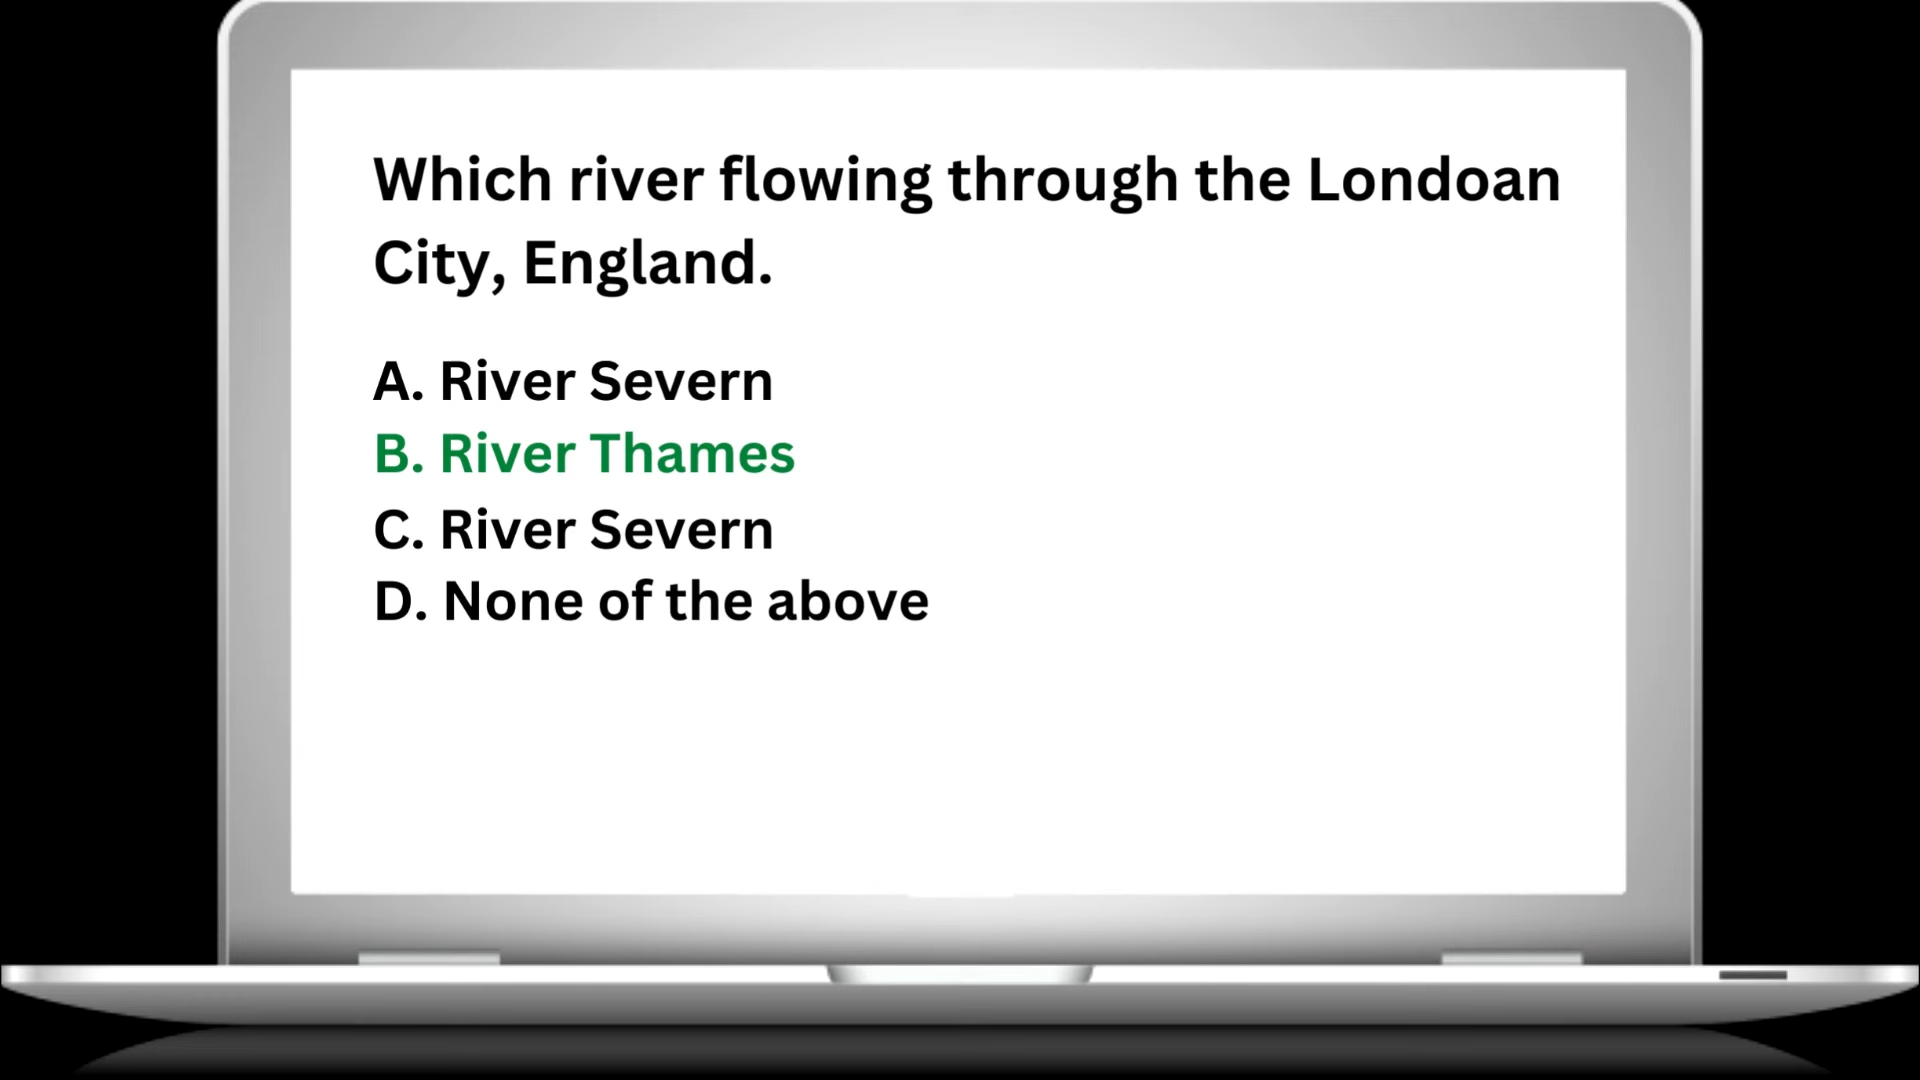 Which river flowing through the Londoan
City, England.
A. River Severn
B. River Thames
C. River Severn
D. None of the above